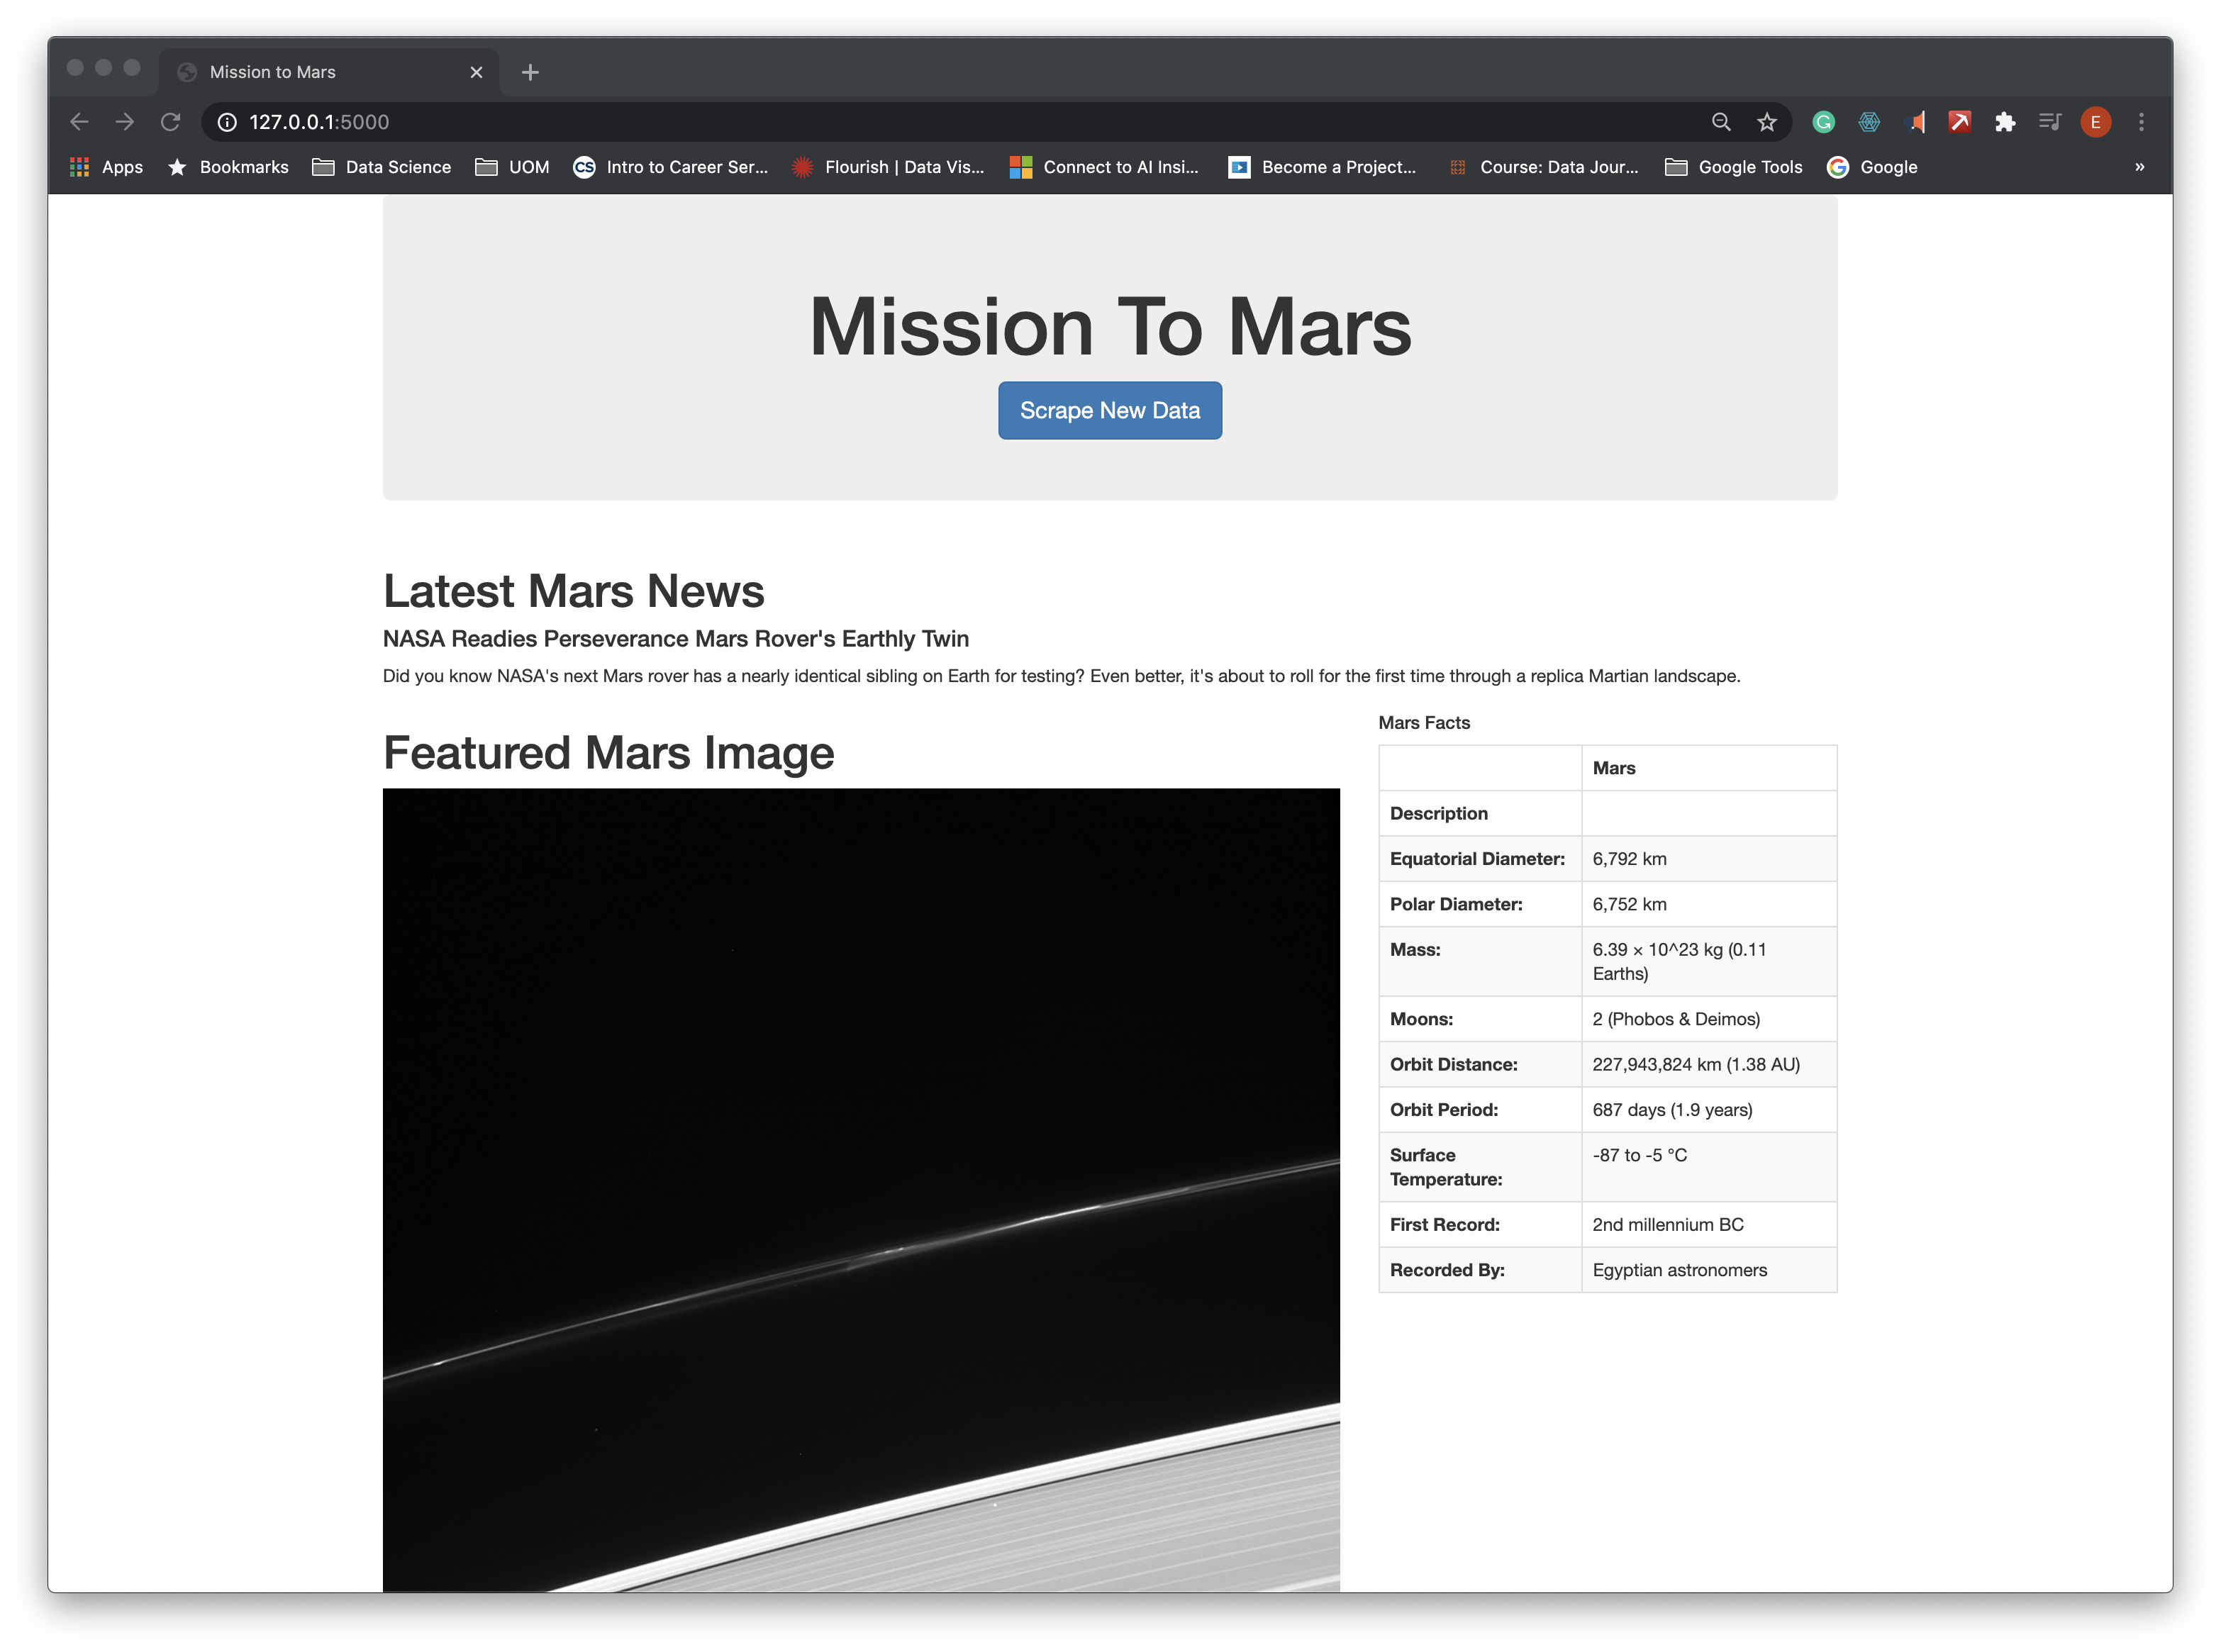 Mission to Mars
127.0.0.1:5000
E
Apps
Bookmarks
Data Science
UOM
CS
Intro to Career Ser...
Flourish | Data Vis...
Connect to AI Insi...
Become a Project...
Course: Data Jour...
Google Tools
Google
»
Mission To Mars
Scrape New Data
Latest Mars News
NASA Readies Perseverance Mars Rover's Earthly Twin
Did you know NASA's next Mars rover has a nearly identical sibling on Earth for testing? Even better, it's about to roll for the first time through a replica Martian landscape.
Featured Mars Image
Mars Facts
Mars
Description
Equatorial Diameter: 6,792 km
Polar Diameter: 6,752 km
Mass: 6.39 × 10^23 kg (0.11
Earths)
Moons: 2 (Phobos & Deimos)
Orbit Distance: 227,943,824 km (1.38 AU)
Orbit Period: 687 days (1.9 years)
Surface -87 to -5 °C
Temperature:
First Record: 2nd millennium BC
Recorded By: Egyptian astronomers